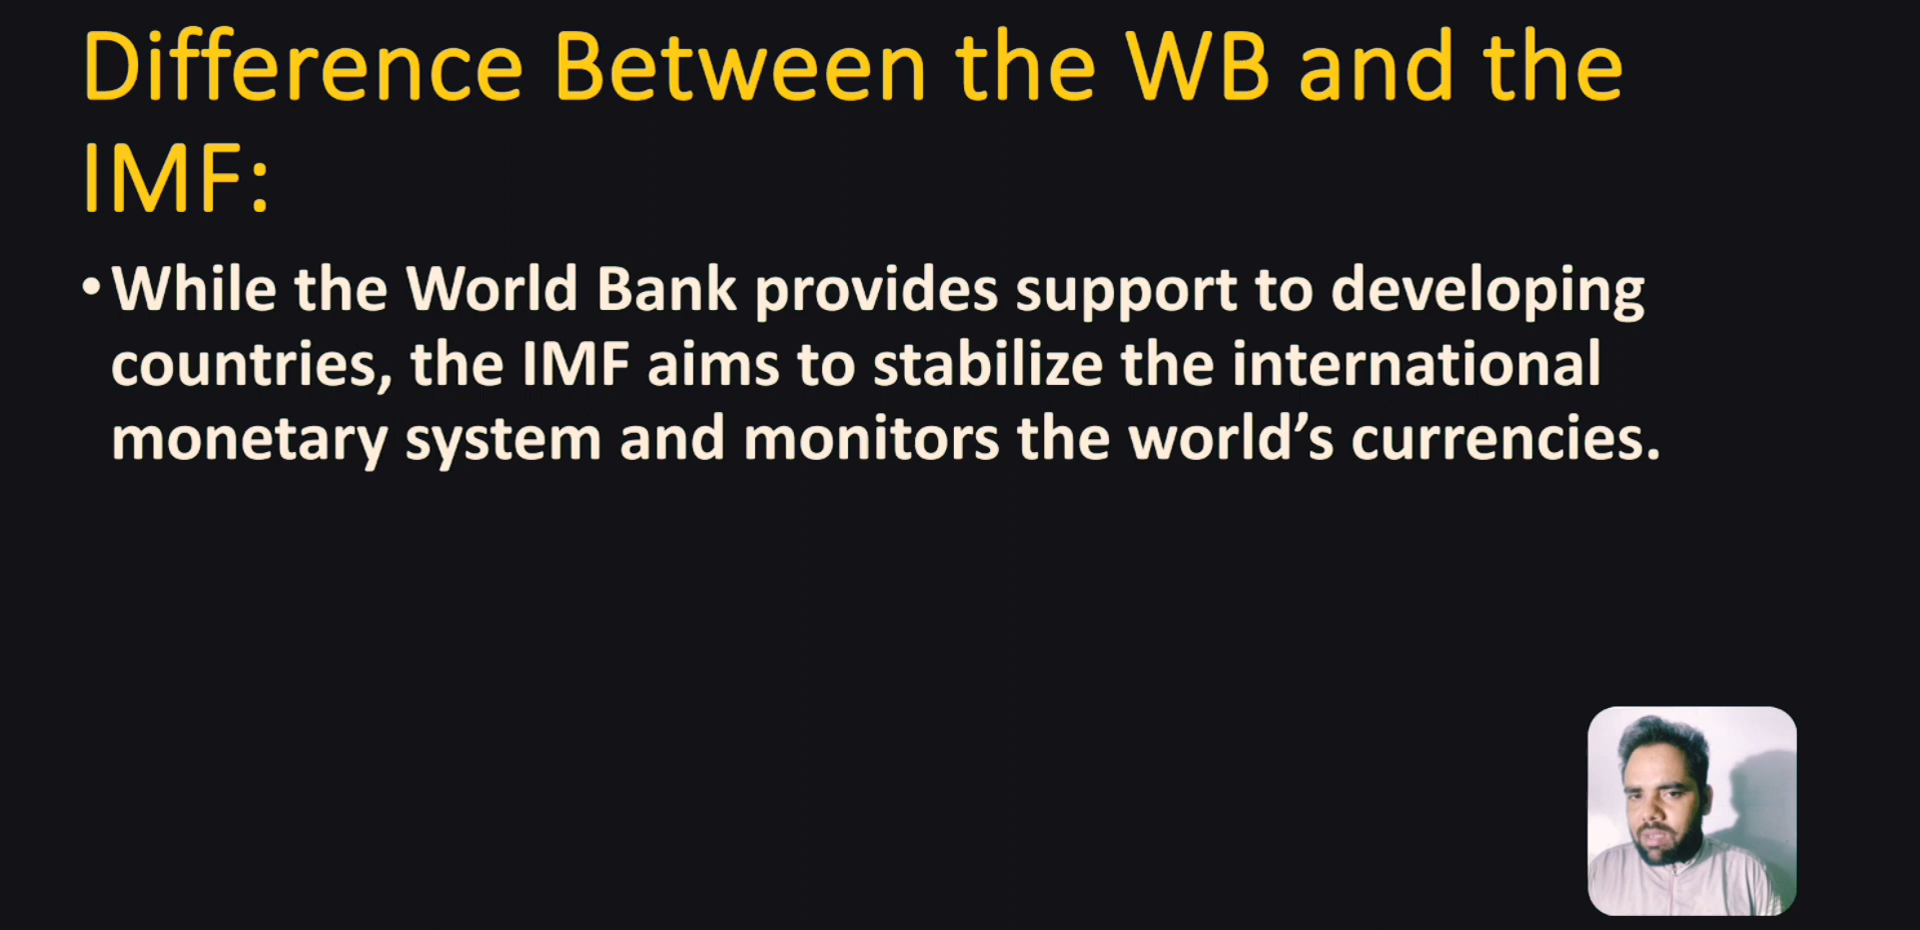 Difference Between the WB and the
IMF:
•While the World Bank provides support to developing
countries, the IMF aims to stabilize the international
monetary system and monitors the world’s currencies.